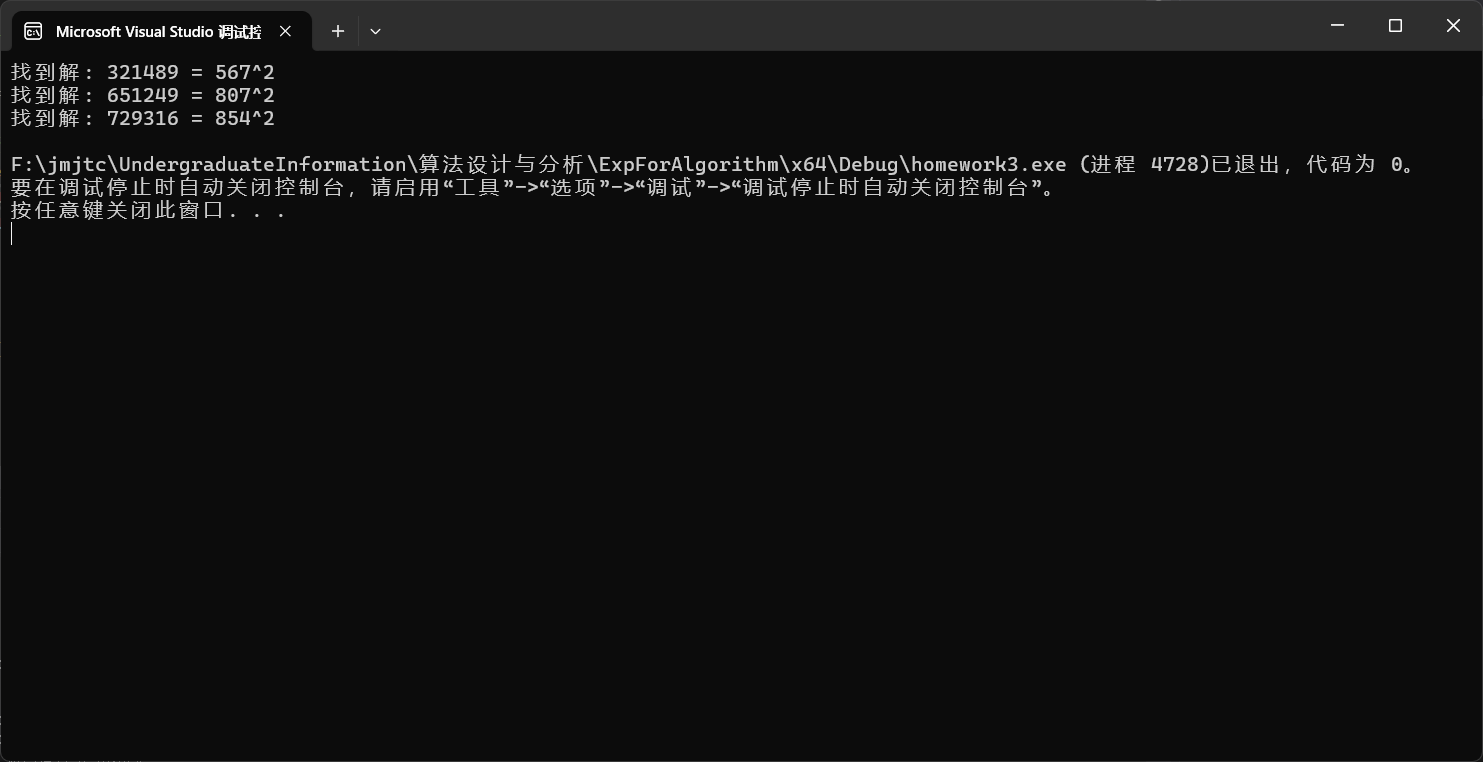 Microsoft Visual Studio 调试控
找到解: 321489 = 567^2
找到解: 651249 = 807^2
找到解: 729316 = 854^2
F:\jmjtc\UndergraduateInformation\算法设计与分析\ExpForAlgorithm\x64\Debug\homework3.exe (进程 4728)已退出，代码为 0。
要在调试停止时自动关闭控制台，请启用“工具”->“选项”->“调试”->“调试停止时自动关闭控制台”。
按任意键关闭此窗口. . .